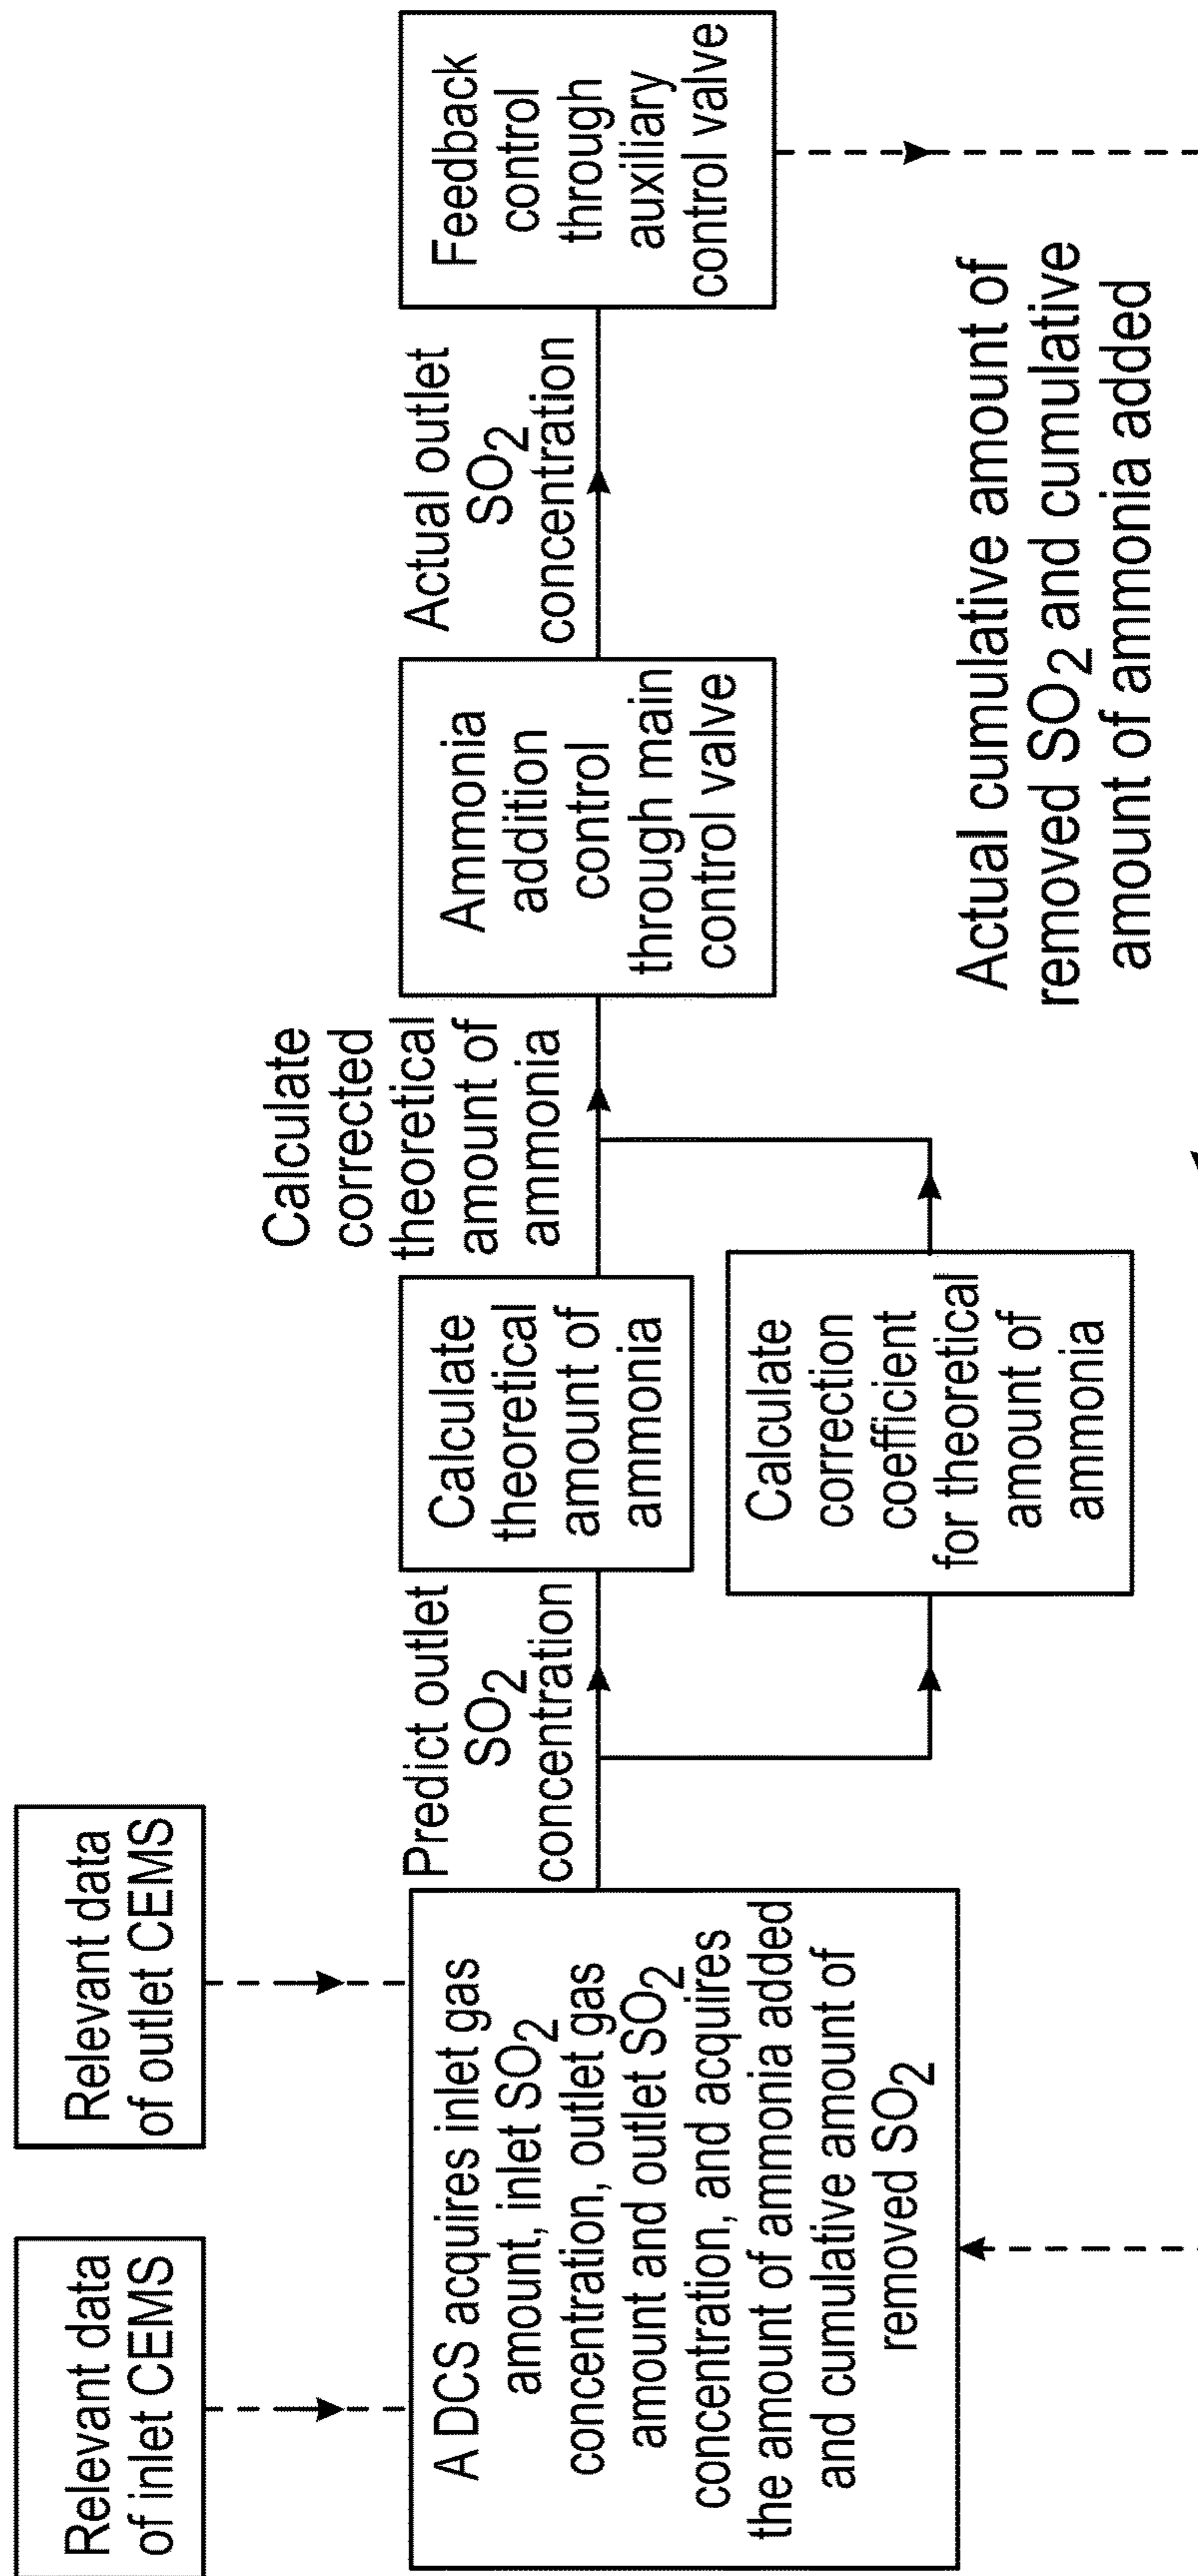 Relevant data
of inlet CEMS
Relevant data
of outlet CEMS
A DCS acquires inlet gas
amount, inlet SO2
concentration, outlet gas
amount and outlet SO2
concentration, and acquires
the amount of ammonia added
and cumulative amount of
removed SO2
Predict outlet
SO2
concentration
Calculate
theoretical
amount of
ammonia
Calculate
correction
coefficient
for theoretical
amount of
ammonia
Calculate
corrected
theoretical
amount of
ammonia
Ammonia
addition
control
through main
control valve
Actual outlet
SO2
concentration
Feedback
control
through
auxiliary
control valve
Actual cumulative amount of
removed SO2 and cumulative
amount of ammonia added